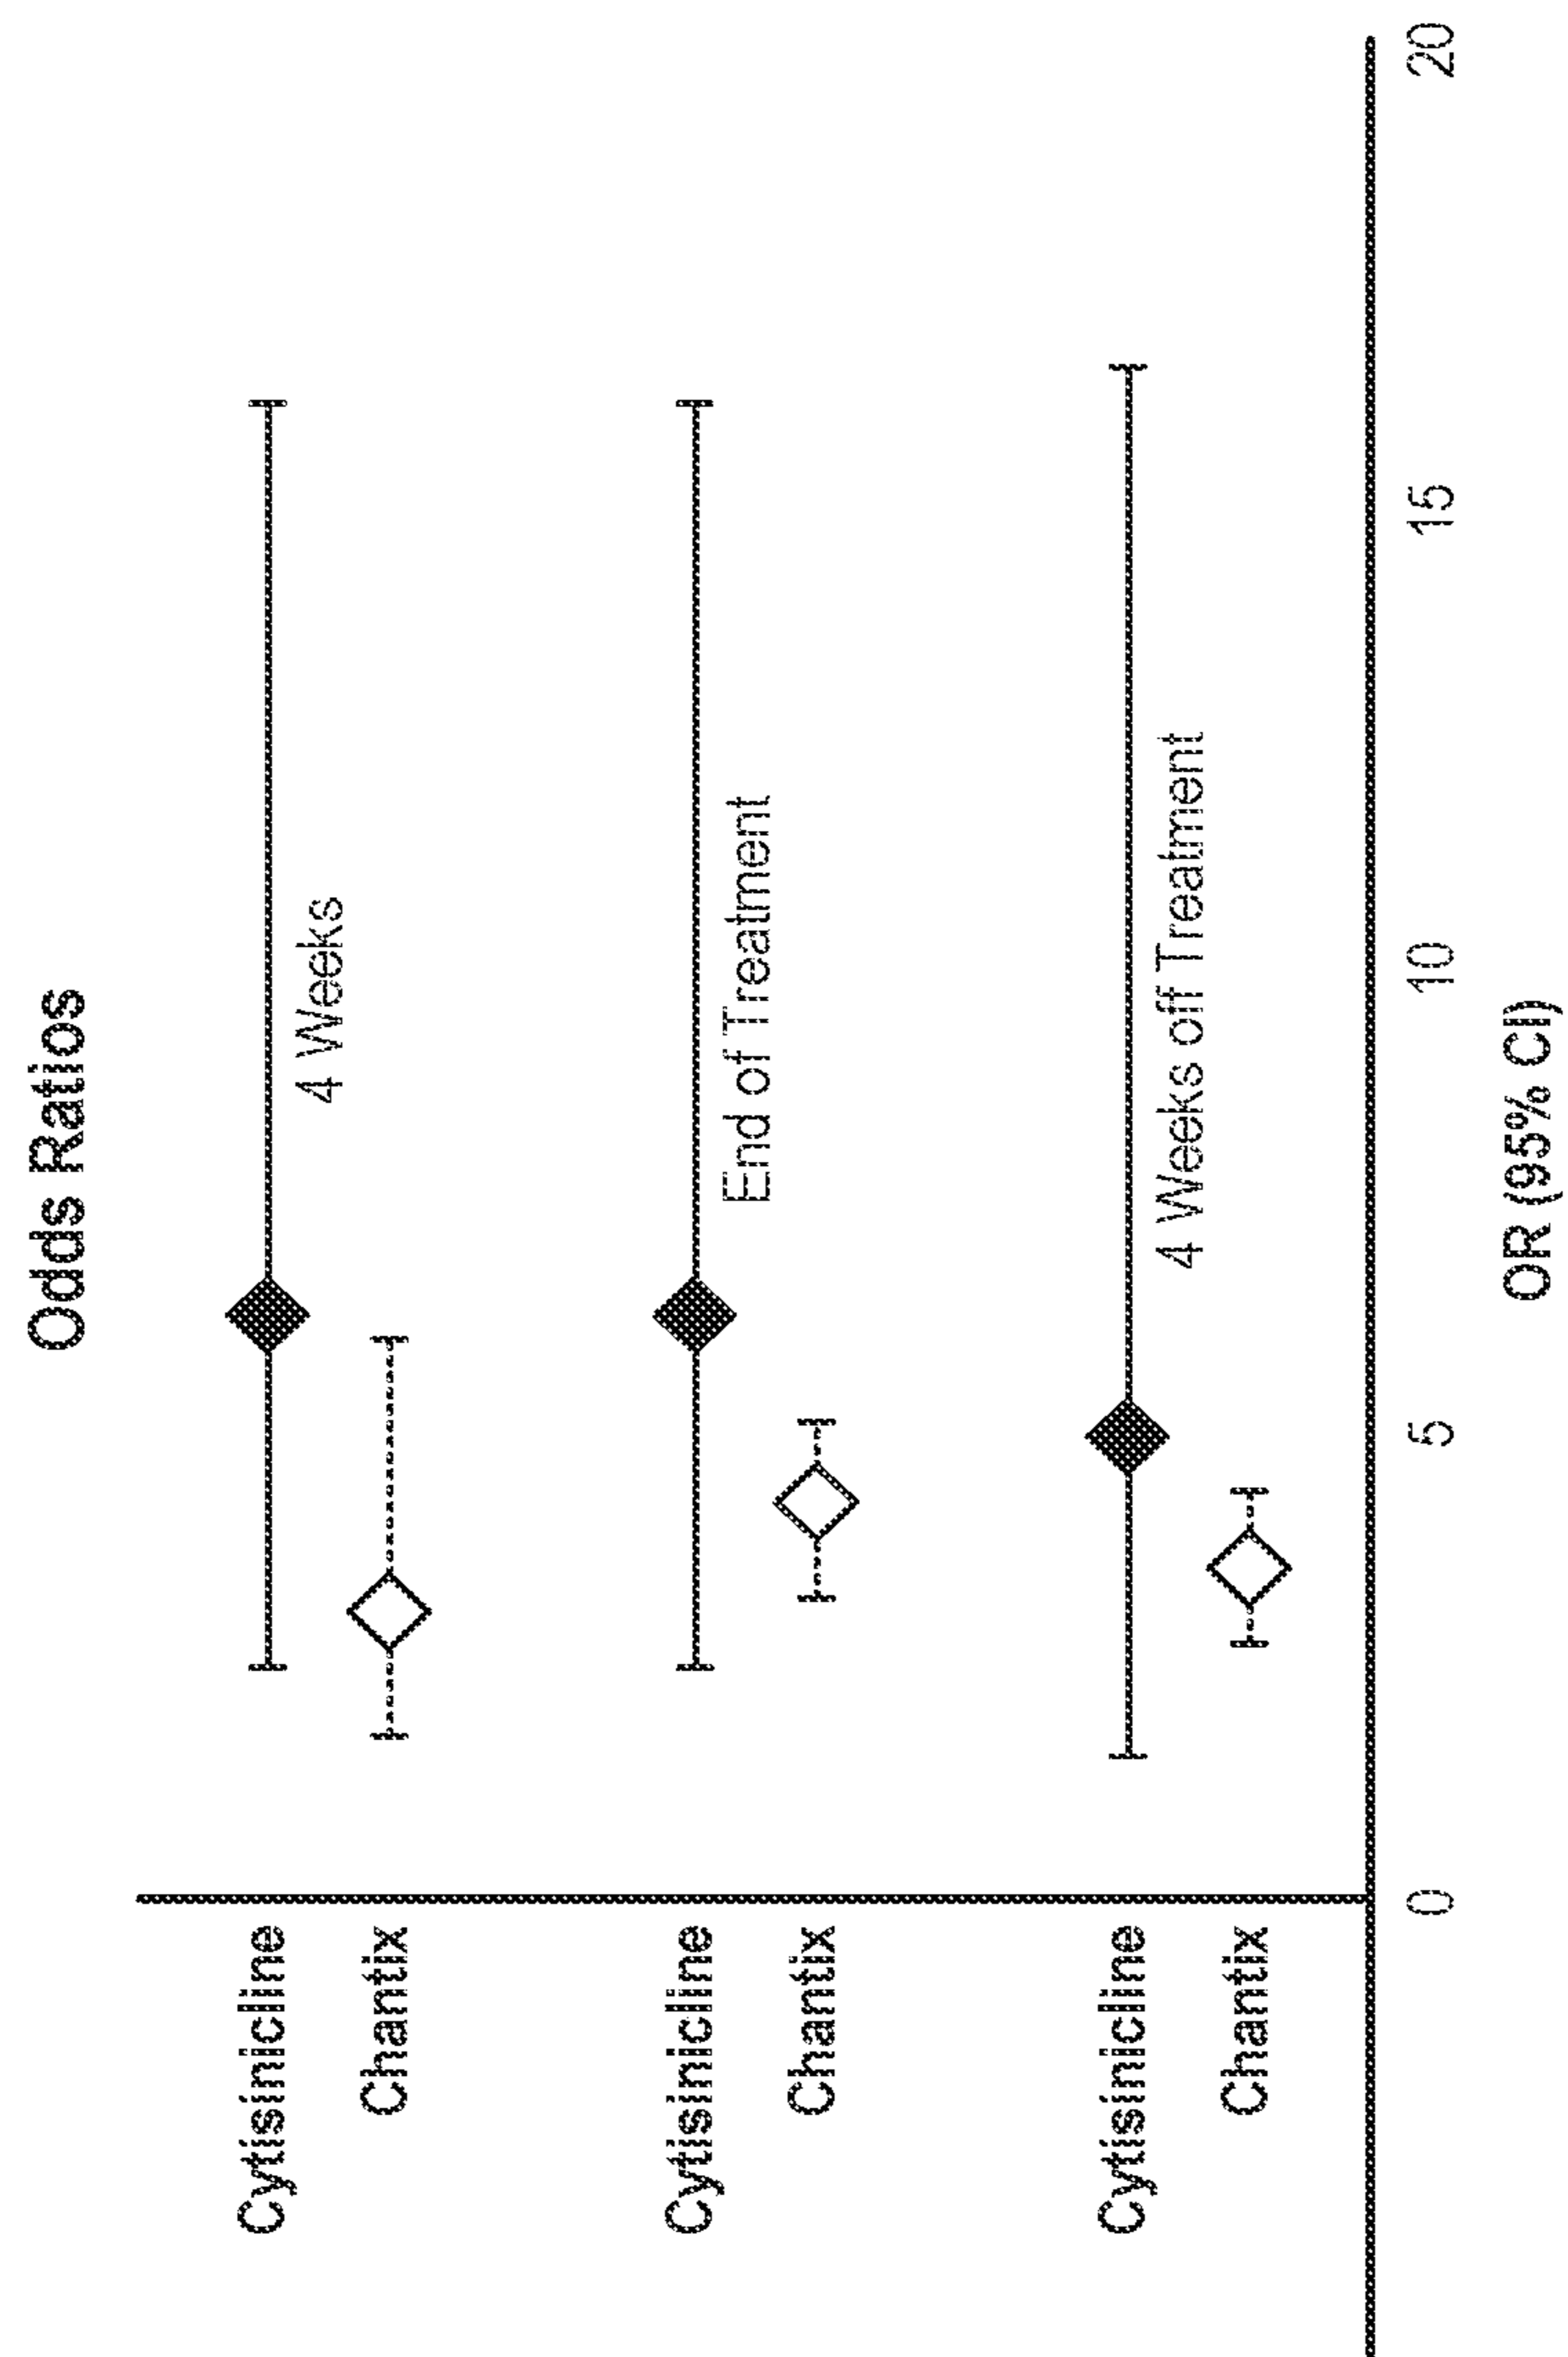 Odds Ratios
Cytisinicline
4 Weeks
Chantix
Cytisinicline
End of Treatment
Chantix
Cytisinicline
4 Weeks off Treatment
Chantix
0
5
10
15
20
OR (95% CI)